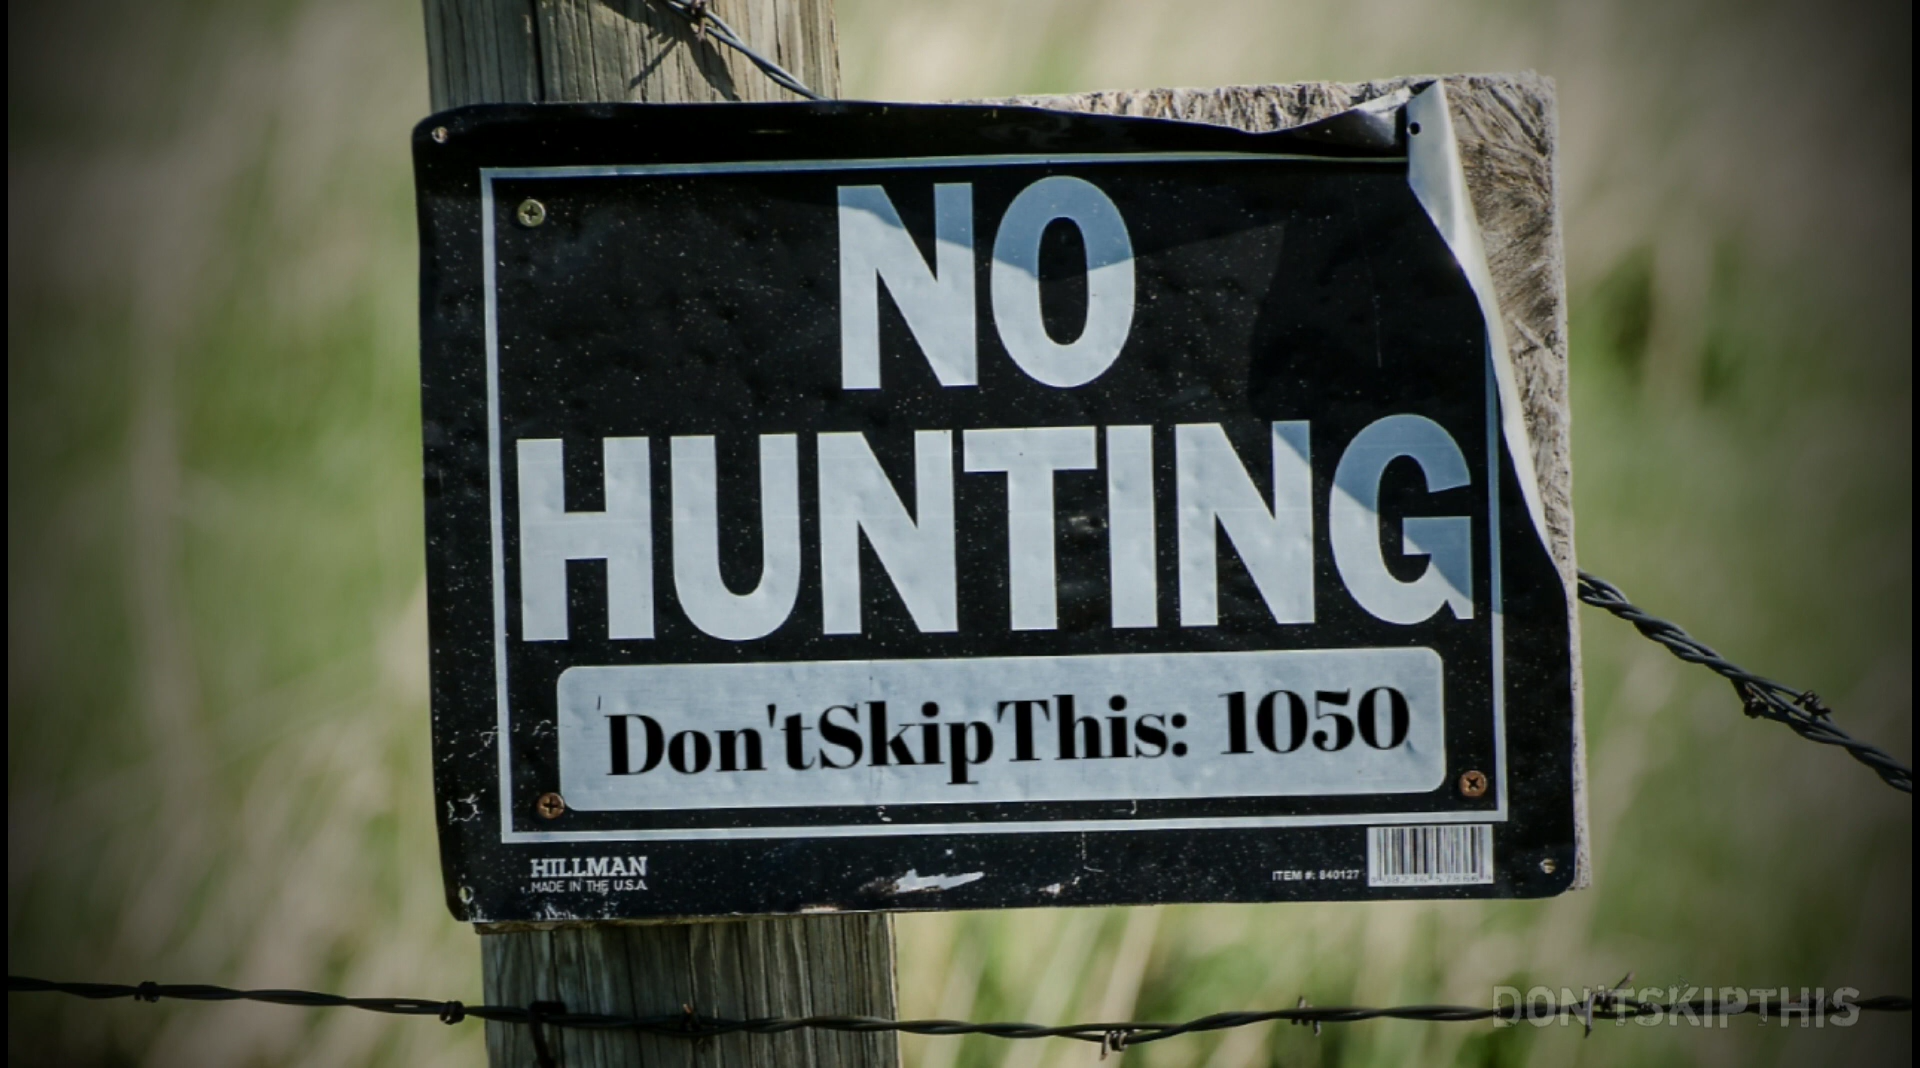 NO
HUNTING
Don'tSkipThis: 1050
HILLMAN
MADE IN THE U.S.A.
ITEM #: 840127
DON'TSKIPTHIS